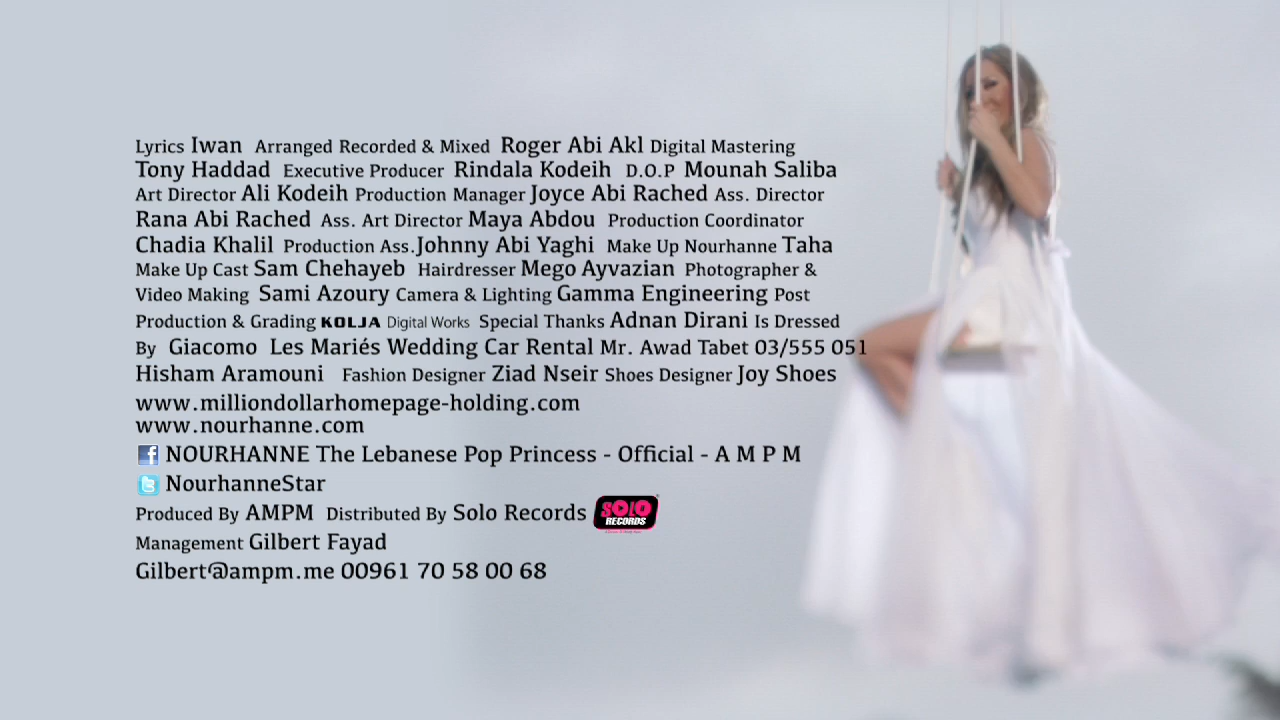 Lyrics Iwan Arranged Recorded & Mixed Roger Abi Akl Digital Mastering
Tony Haddad Executive Producer Rindala Kodeih D.O.P Mounah Saliba
Art Director Ali Kodeih Production Manager Joyce Abi Rached Ass. Director
Rana Abi Rached Ass. Art Director Maya Abdou Production Coordinator
Chadia Khalil Production Ass.Johnny Abi Yaghi Make Up Nourhanne Taha
Make Up Cast Sam Chehayeb Hairdresser Mego Ayvazian Photographer &
Video Making Sami Azoury Camera & Lighting Gamma Engineering Post
Production & Grading KOLJA Digital Works Special Thanks Adnan Dirani Is Dressed
By Giacomo Les Mariés Wedding Car Rental Mr. Awad Tabet 03/555 051
Hisham Aramouni Fashion Designer Ziad Nseir Shoes Designer Joy Shoes
www.milliondollarhomepage-holding.com
www.nourhanne.com
f NOURHANNE The Lebanese Pop Princess - Official - A M P M
t NourhanneStar
Produced By AMPM Distributed By Solo Records SOLO RECORDS
Management Gilbert Fayad
Gilbert@ampm.me 00961 70 58 00 68